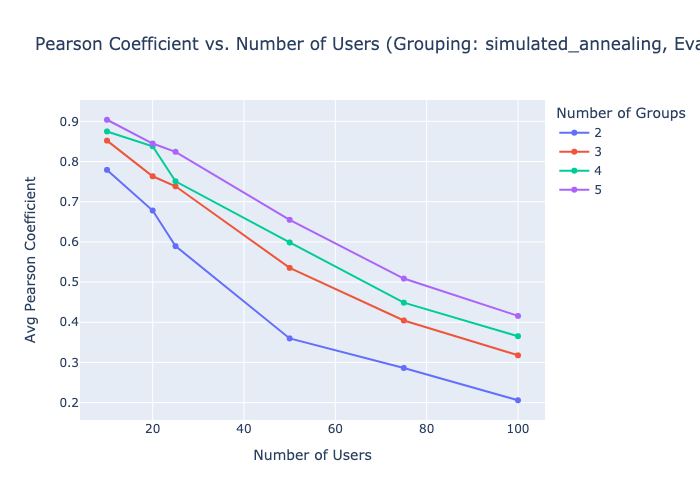 Pearson Coefficient vs. Number of Users (Grouping: simulated_annealing, Eva
Number of Groups
2
3
4
5
Avg Pearson Coefficient
0.9
0.8
0.7
0.6
0.5
0.4
0.3
0.2
20 40 60 80 100
Number of Users